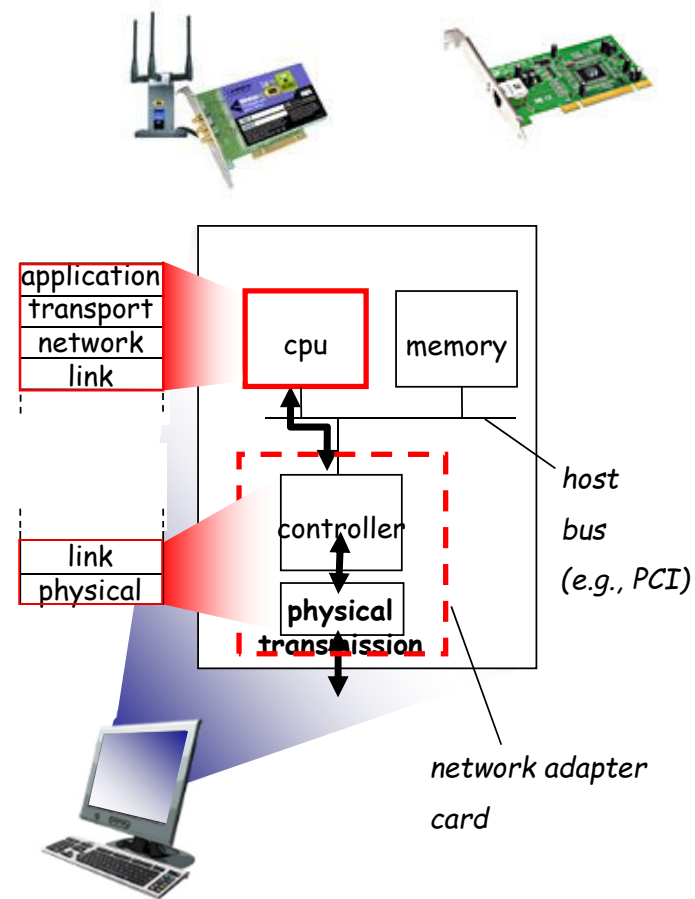 application
transport
network
link
cpu
memory
host
bus
(e.g., PCI)
controller
link
physical
physical
transmission
network adapter
card